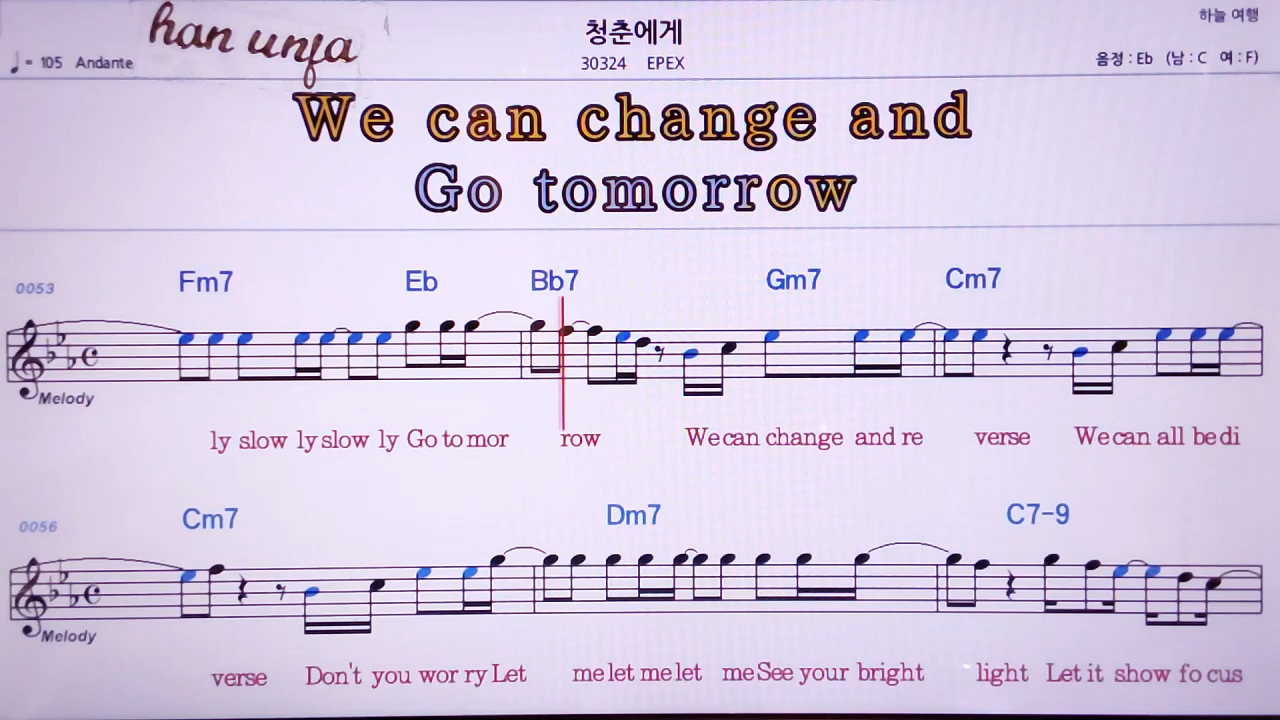 han unja
청춘에게
하늘 여행
♩= 105 Andante
30324 EPEX
음정 : Eb (남 : C 여 : F)
We can change and
Go tomorrow
0053
Fm7 Eb Bb7 Gm7 Cm7
Melody
ly slow ly slow ly Go to mor row We can change and re verse We can all be di
0056
Cm7 Dm7 C7-9
Melody
verse Don't you wor ry Let me let me let me See your bright light Let it show fo cus